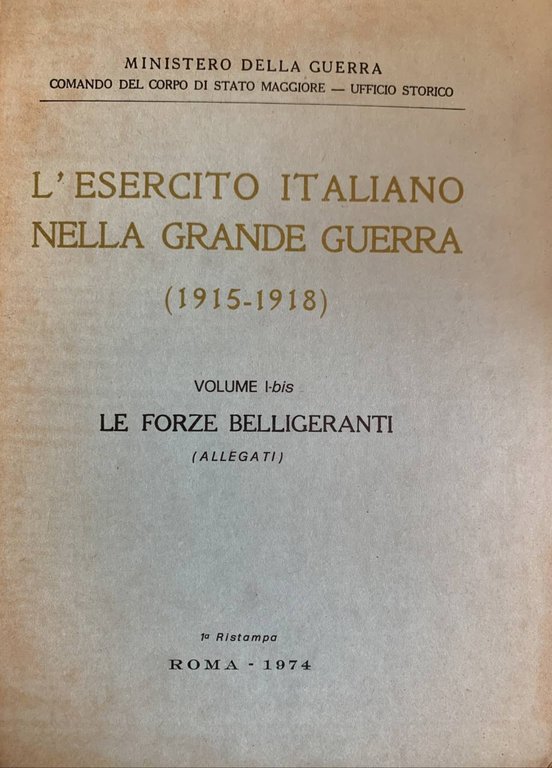 MINISTERO DELLA GUERRA
COMANDO DEL CORPO DI STATO MAGGIORE — UFFICIO STORICO
L'ESERCITO ITALIANO
NELLA GRANDE GUERRA
(1915-1918)
VOLUME I-bis
LE FORZE BELLIGERANTI
(ALLEGATI)
1ª Ristampa
ROMA - 1974